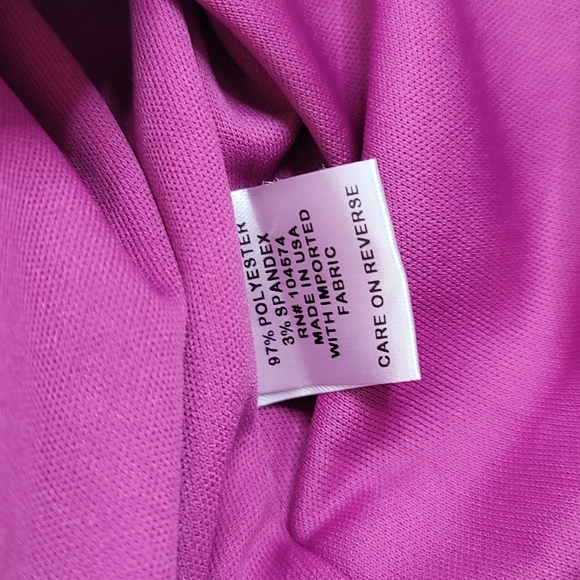 97% POLYESTER
3% SPANDEX
RN# 104574
MADE IN USA
WITH IMPORTED
FABRIC
CARE ON REVERSE